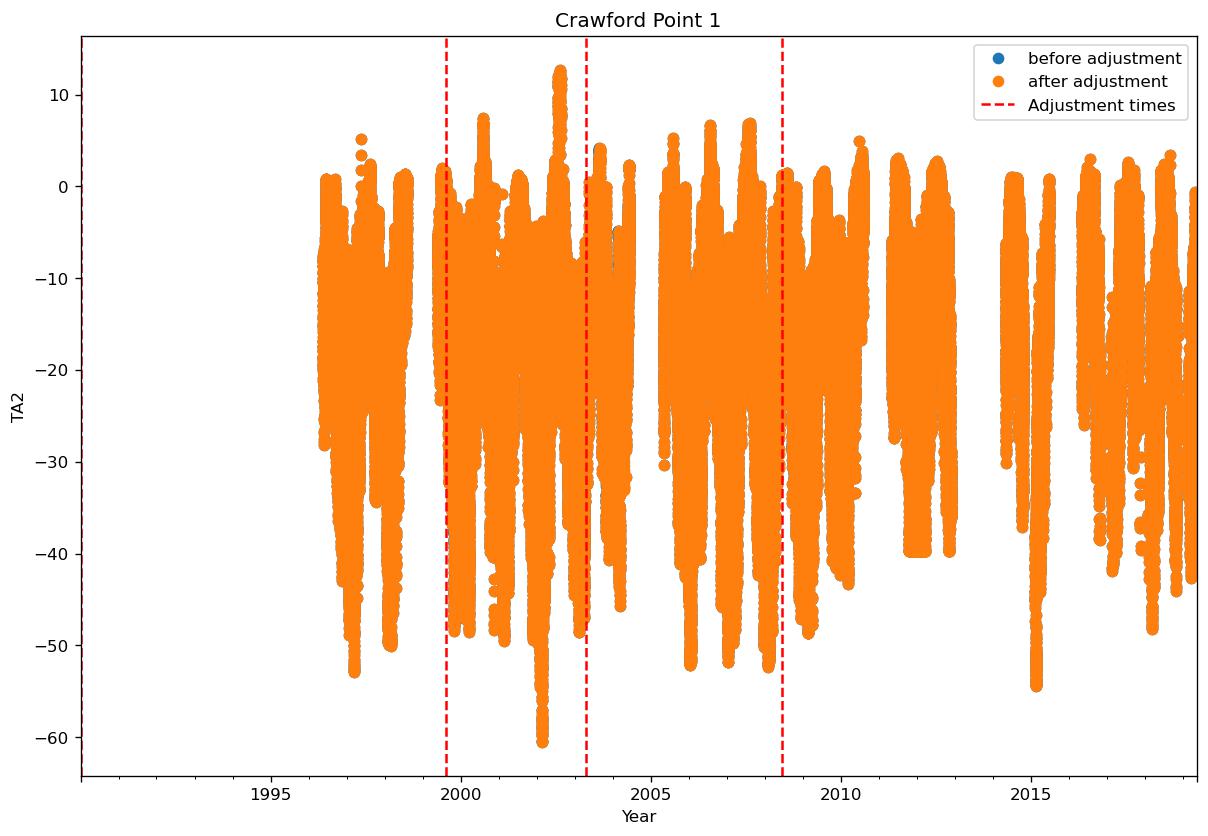 Crawford Point 1
before adjustment
after adjustment
Adjustment times
10
0
−10
−20
−30
−40
−50
−60
TA2
1995 2000 2005 2010 2015
Year